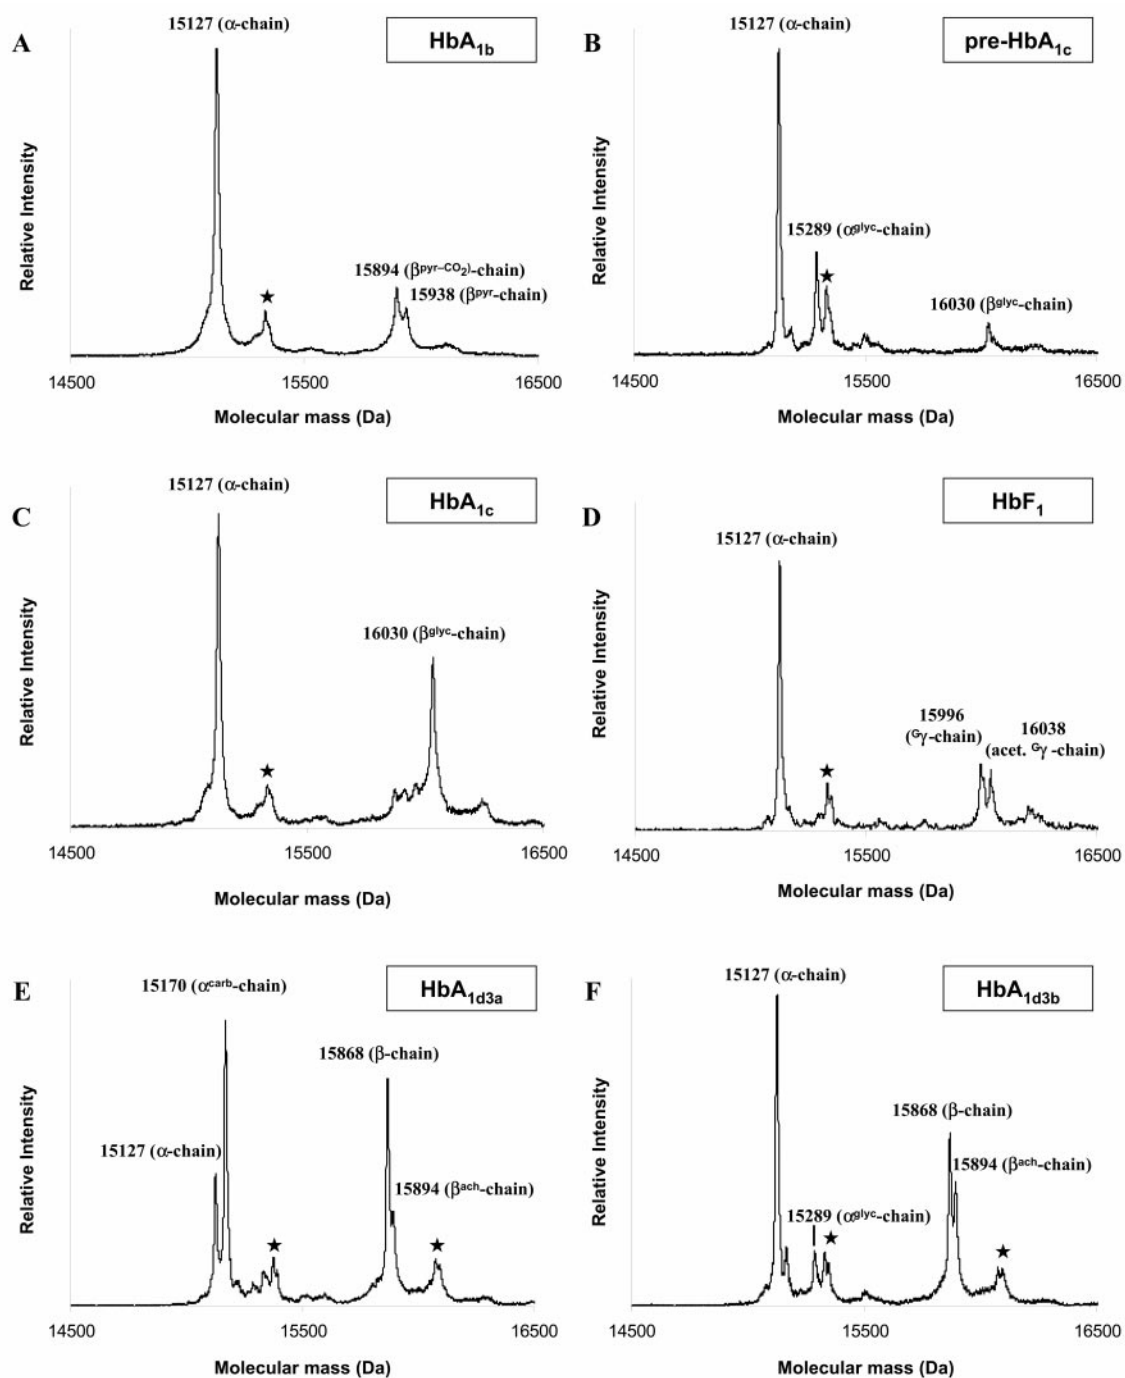 A
15127 (α-chain)
HbA1b
Relative Intensity
★
15894 (βpyr–CO2)-chain)
15938 (βpyr-chain)
14500 15500 16500
Molecular mass (Da)
B
15127 (α-chain)
pre-HbA1c
Relative Intensity
15289 (αglyc-chain)
★
16030 (βglyc-chain)
14500 15500 16500
Molecular mass (Da)
C
15127 (α-chain)
HbA1c
Relative Intensity
16030 (βglyc-chain)
★
14500 15500 16500
Molecular mass (Da)
D
HbF1
15127 (α-chain)
Relative Intensity
15996
(Gγ-chain)
16038
(acet. Gγ -chain)
★
14500 15500 16500
Molecular mass (Da)
E
15170 (αcarb-chain)
HbA1d3a
Relative Intensity
15868 (β-chain)
15127 (α-chain)
15894 (βach-chain)
★ ★
14500 15500 16500
Molecular mass (Da)
F
15127 (α-chain)
HbA1d3b
Relative Intensity
15868 (β-chain)
15894 (βach-chain)
15289 (αglyc-chain)
★ ★
14500 15500 16500
Molecular mass (Da)